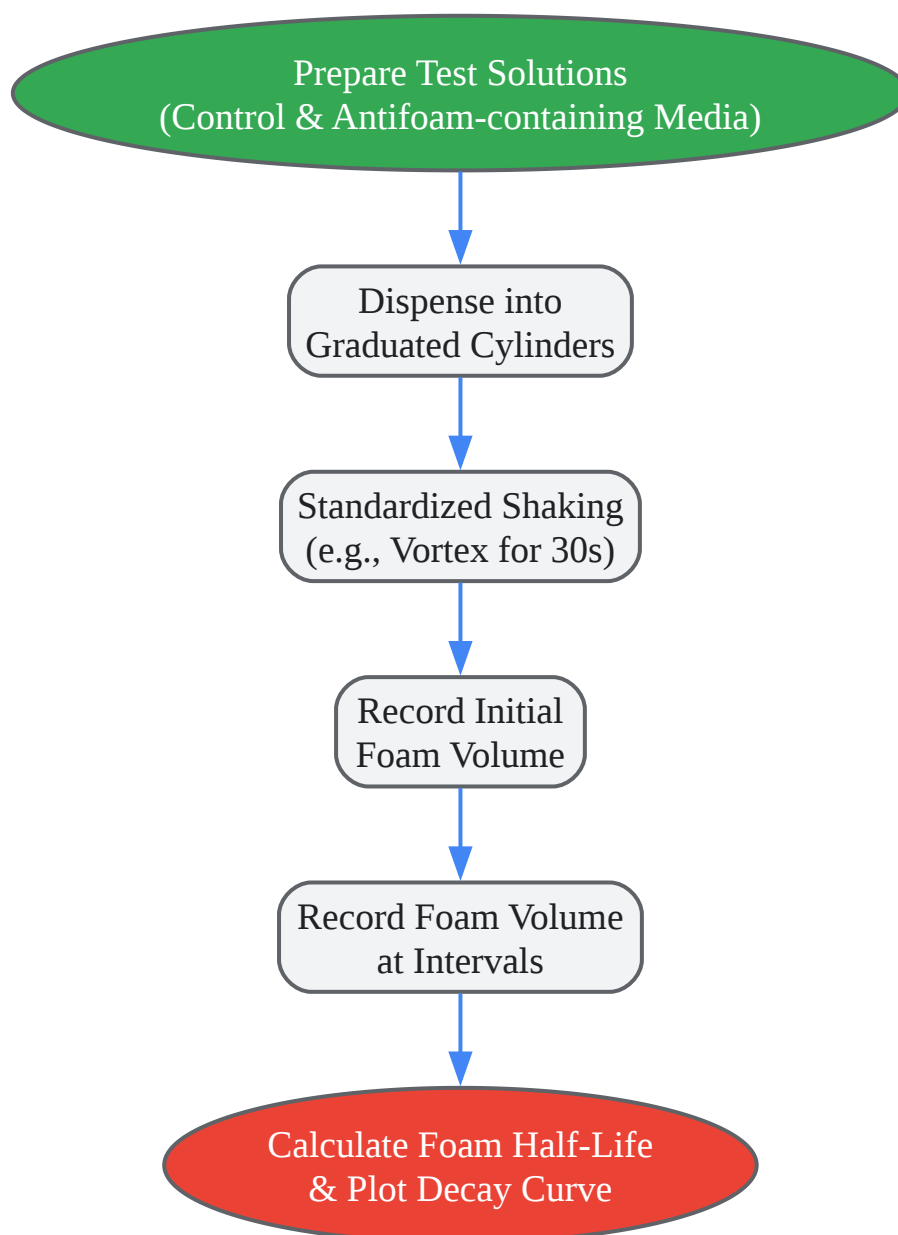 Prepare Test Solutions
(Control & Antifoam-containing Media)
Dispense into
Graduated Cylinders
Standardized Shaking
(e.g., Vortex for 30s)
Record Initial
Foam Volume
Record Foam Volume
at Intervals
Calculate Foam Half-Life
& Plot Decay Curve